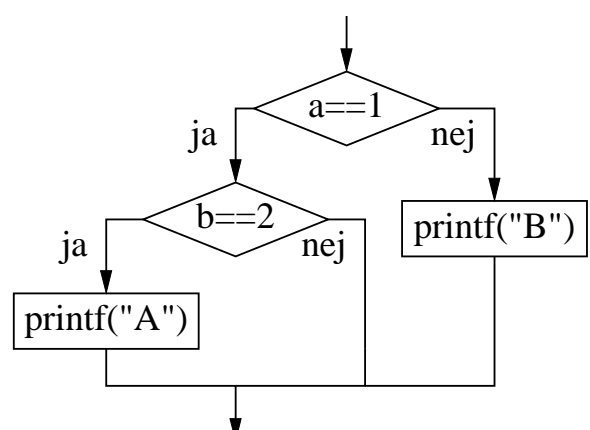 a==1
ja
nej
b==2
printf("B")
ja
nej
printf("A")